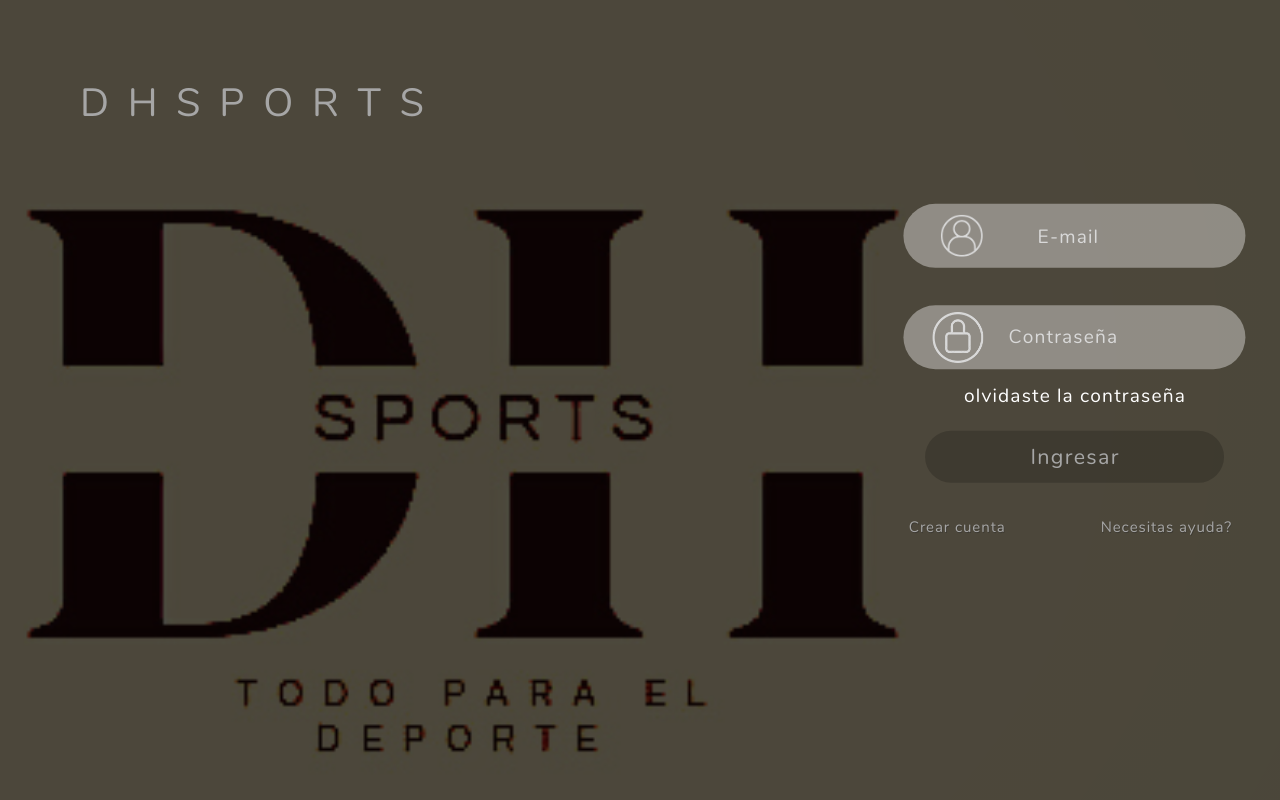 DHSPORTS
DH
SPORTS
TODO PARA EL
DEPORTE
E-mail
Contraseña
olvidaste la contraseña
Ingresar
Crear cuenta
Necesitas ayuda?